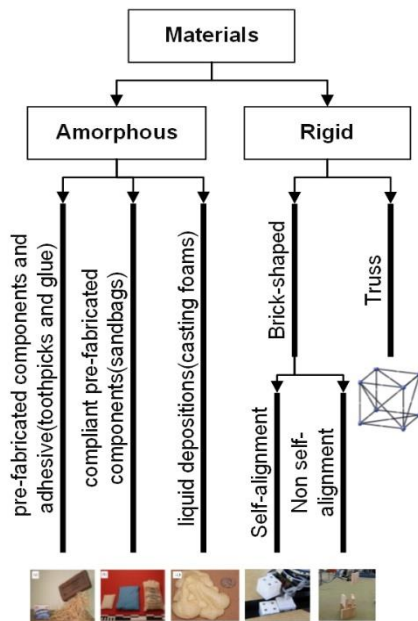 Materials
Amorphous
Rigid
pre-fabricated components and
adhesive(toothpicks and glue)
compliant pre-fabricated
components(sandbags)
liquid depositions(casting foams)
Brick-shaped
Truss
Self-alignment
Non self-
alignment